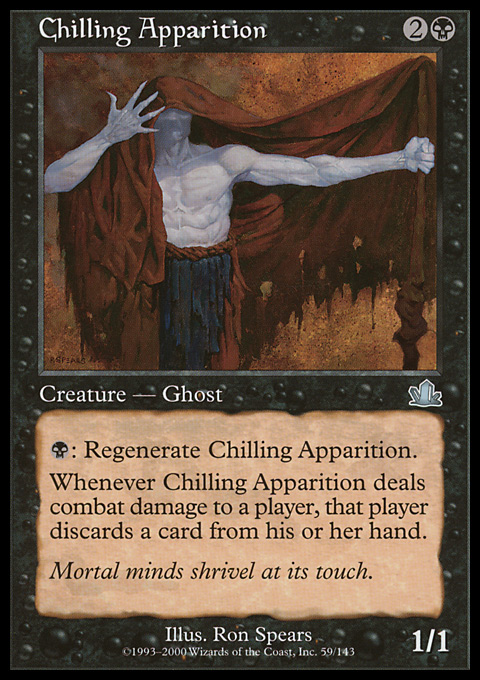 Chilling Apparition
2
Creature — Ghost
: Regenerate Chilling Apparition.
Whenever Chilling Apparition deals
combat damage to a player, that player
discards a card from his or her hand.
Mortal minds shrivel at its touch.
Illus. Ron Spears
1/1
©1993–2000 Wizards of the Coast, Inc. 59/143